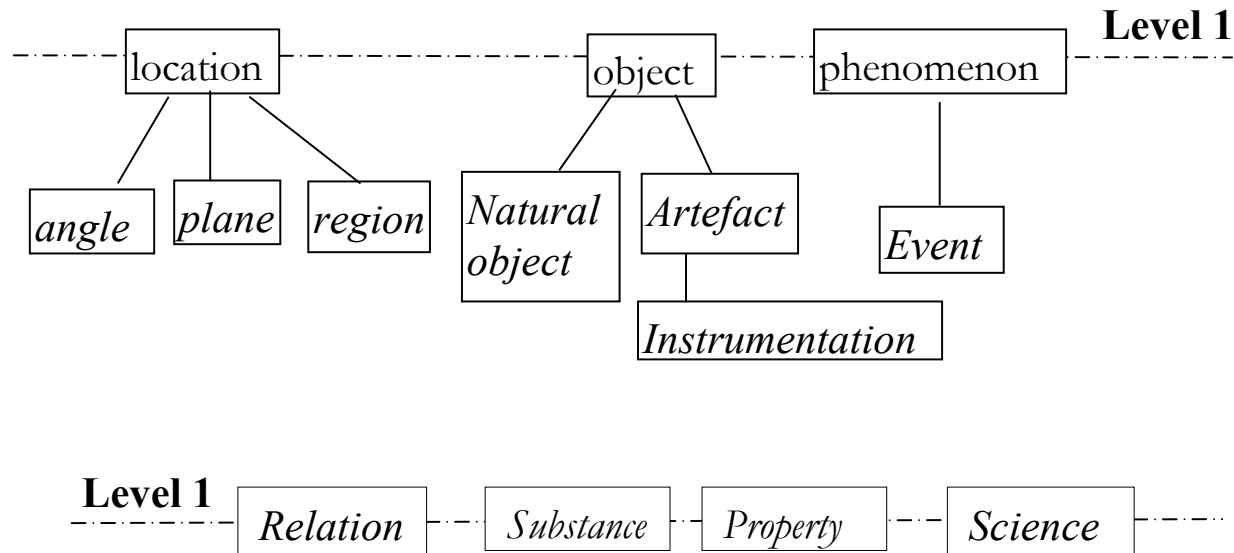 Level 1
location
object
phenomenon
angle
plane
region
Natural
object
Artefact
Event
Instrumentation
Level 1
Relation
Substance
Property
Science